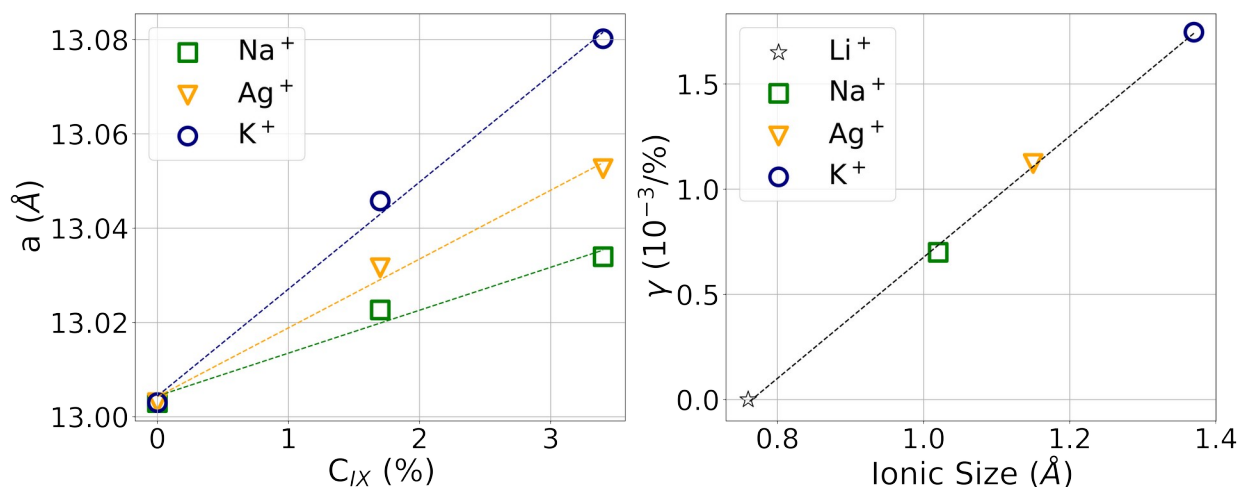 13.08
13.06
13.04
13.02
13.00
a (Å)
Na⁺
Ag⁺
K⁺
0 1 2 3
C_IX (%)
1.5
1.0
0.5
0.0
γ (10⁻³/%)
Li⁺
Na⁺
Ag⁺
K⁺
0.8 1.0 1.2 1.4
Ionic Size (Å)